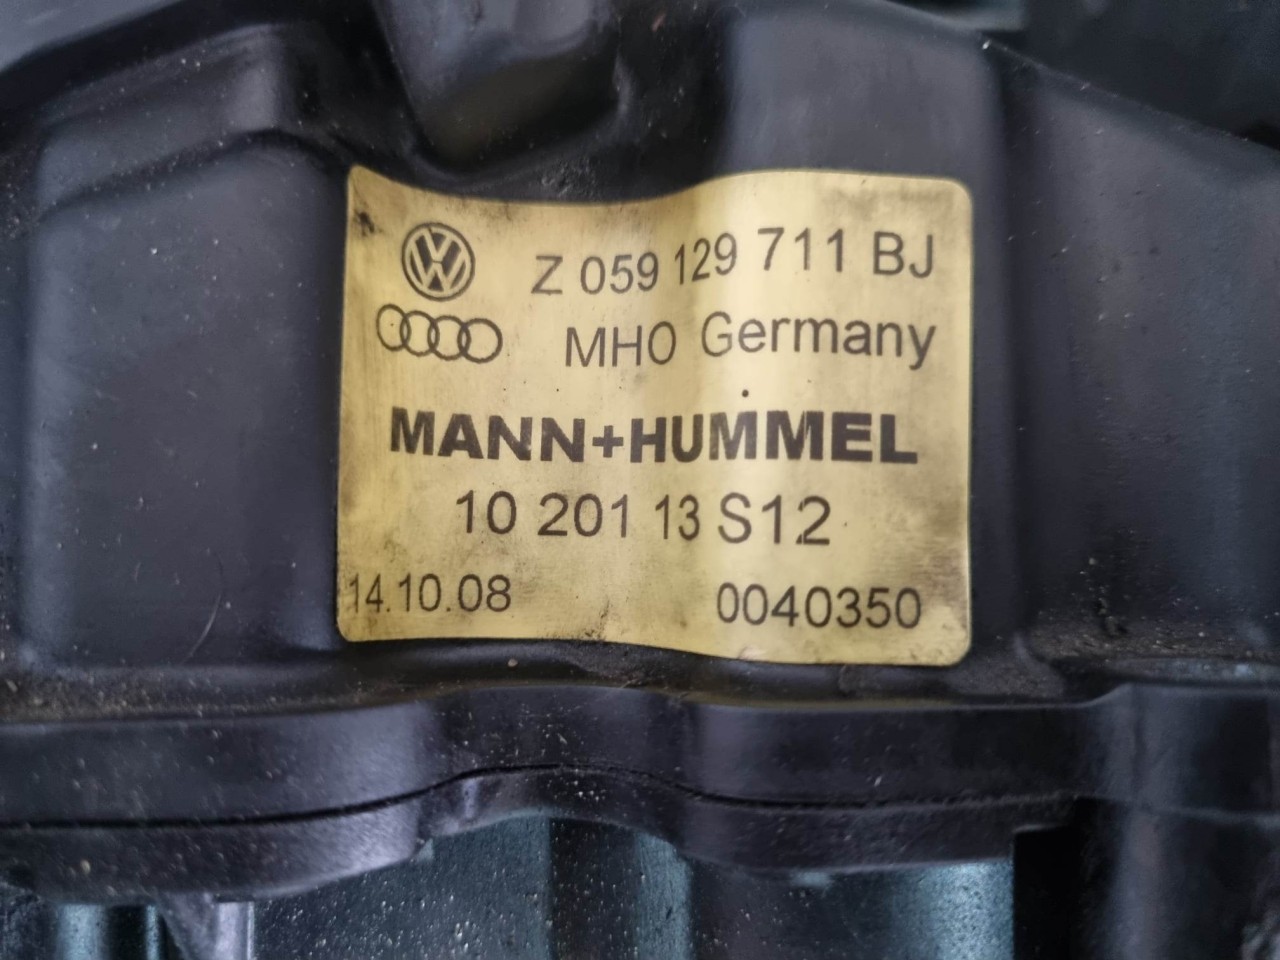 Z 059 129 711 BJ
MHO Germany
MANN+HUMMEL
10 201 13 S12
14.10.08 0040350